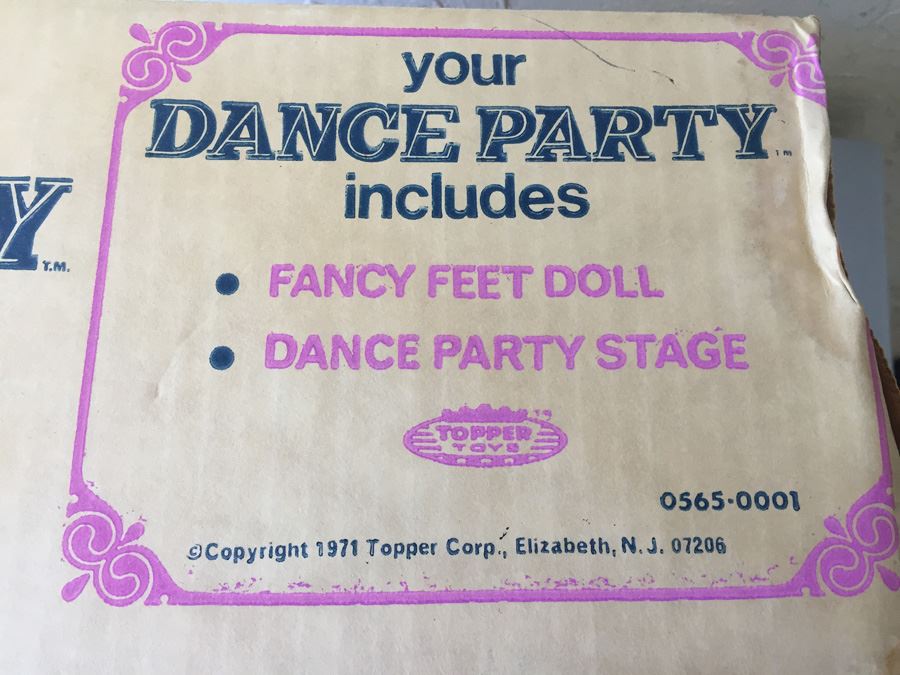 your
DANCE PARTY TM
includes
Y T.M.
• FANCY FEET DOLL
• DANCE PARTY STAGE
TOPPER TM
TOYS
0565-0001
©Copyright 1971 Topper Corp., Elizabeth, N. J. 07206